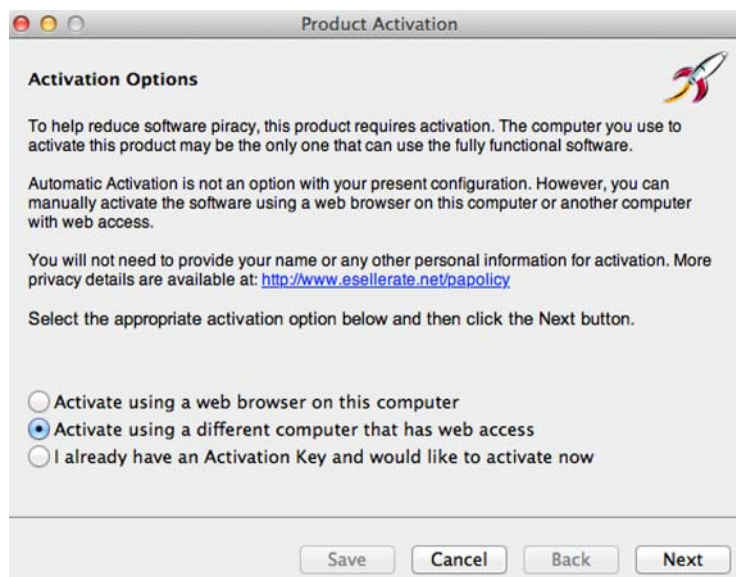 Product Activation
Activation Options
To help reduce software piracy, this product requires activation. The computer you use to
activate this product may be the only one that can use the fully functional software.
Automatic Activation is not an option with your present configuration. However, you can
manually activate the software using a web browser on this computer or another computer
with web access.
You will not need to provide your name or any other personal information for activation. More
privacy details are available at: http://www.esellerate.net/papolicy
Select the appropriate activation option below and then click the Next button.
Activate using a web browser on this computer
Activate using a different computer that has web access
I already have an Activation Key and would like to activate now
Save Cancel Back Next